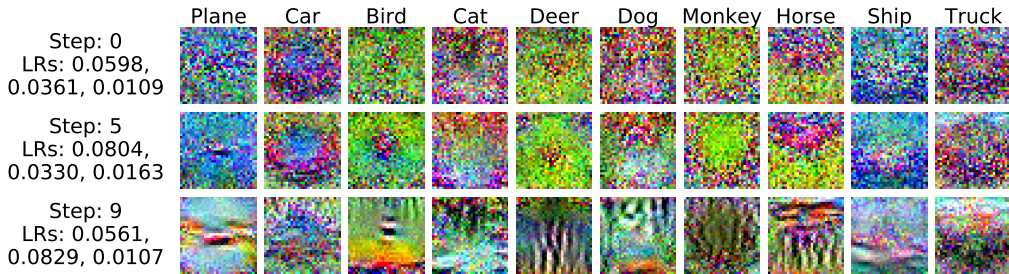 Plane Car Bird Cat Deer Dog Monkey Horse Ship Truck
Step: 0
LRs: 0.0598,
0.0361, 0.0109
Step: 5
LRs: 0.0804,
0.0330, 0.0163
Step: 9
LRs: 0.0561,
0.0829, 0.0107